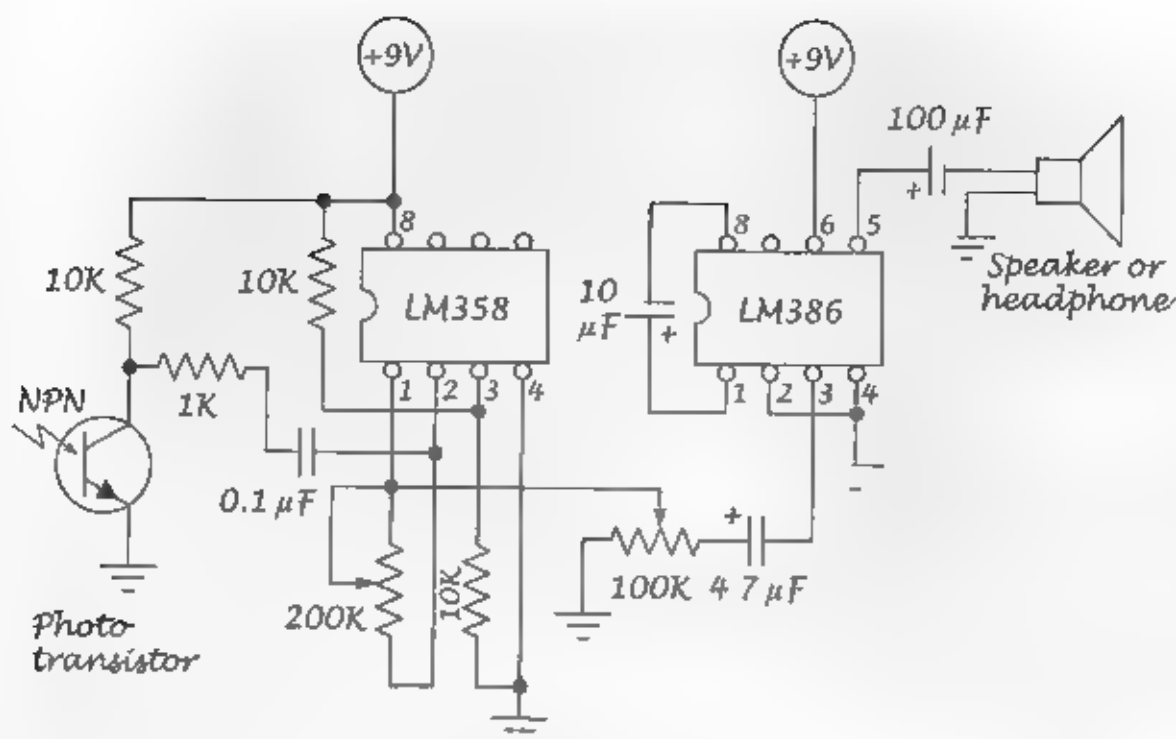 +9V
+9V
100 µF
+
8
8
6
5
10K
10K
LM358
10
µF
+
LM386
Speaker or
headphone
NPN
1K
1
2
3
4
1
2
3
4
0.1 µF
+
200K
10K
100K
4 7 µF
Photo-
transistor